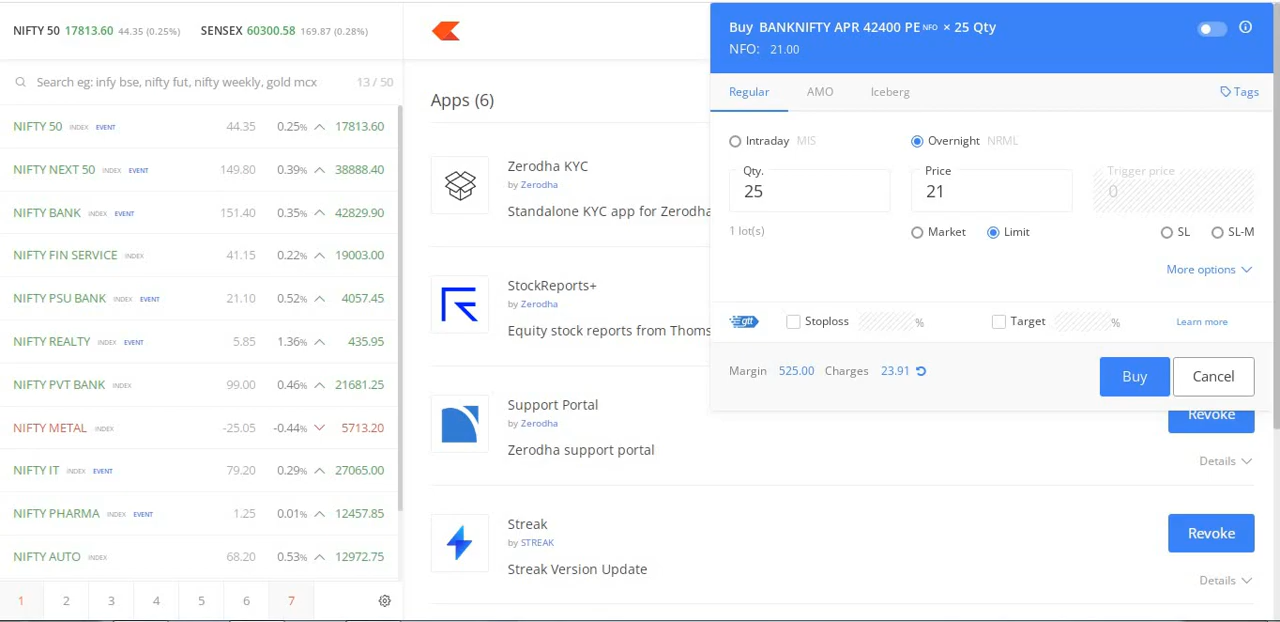 NIFTY 50 17813.60 44.35 (0.25%) SENSEX 60300.58 169.87 (0.28%)
Search eg: infy bse, nifty fut, nifty weekly, gold mcx 13 / 50
NIFTY 50 INDEX EVENT 44.35 0.25% 17813.60
NIFTY NEXT 50 INDEX EVENT 149.80 0.39% 38888.40
NIFTY BANK INDEX EVENT 151.40 0.35% 42829.90
NIFTY FIN SERVICE INDEX 41.15 0.22% 19003.00
NIFTY PSU BANK INDEX EVENT 21.10 0.52% 4057.45
NIFTY REALTY INDEX EVENT 5.85 1.36% 435.95
NIFTY PVT BANK INDEX 99.00 0.46% 21681.25
NIFTY METAL INDEX -25.05 -0.44% 5713.20
NIFTY IT INDEX EVENT 79.20 0.29% 27065.00
NIFTY PHARMA INDEX EVENT 1.25 0.01% 12457.85
NIFTY AUTO INDEX 68.20 0.53% 12972.75
1 2 3 4 5 6 7
Apps (6)
Zerodha KYC
by Zerodha
Standalone KYC app for Zerodha
StockReports+
by Zerodha
Equity stock reports from Thoms
Support Portal
by Zerodha
Zerodha support portal
Revoke
Details
Streak
by STREAK
Streak Version Update
Revoke
Details
Buy BANKNIFTY APR 42400 PE NFO × 25 Qty
NFO: 21.00
Regular AMO Iceberg Tags
Intraday MIS Overnight NRML
Qty. Price Trigger price
25 21 0
1 lot(s) Market Limit SL SL-M
More options
gtt Stoploss % Target % Learn more
Margin 525.00 Charges 23.91 Buy Cancel